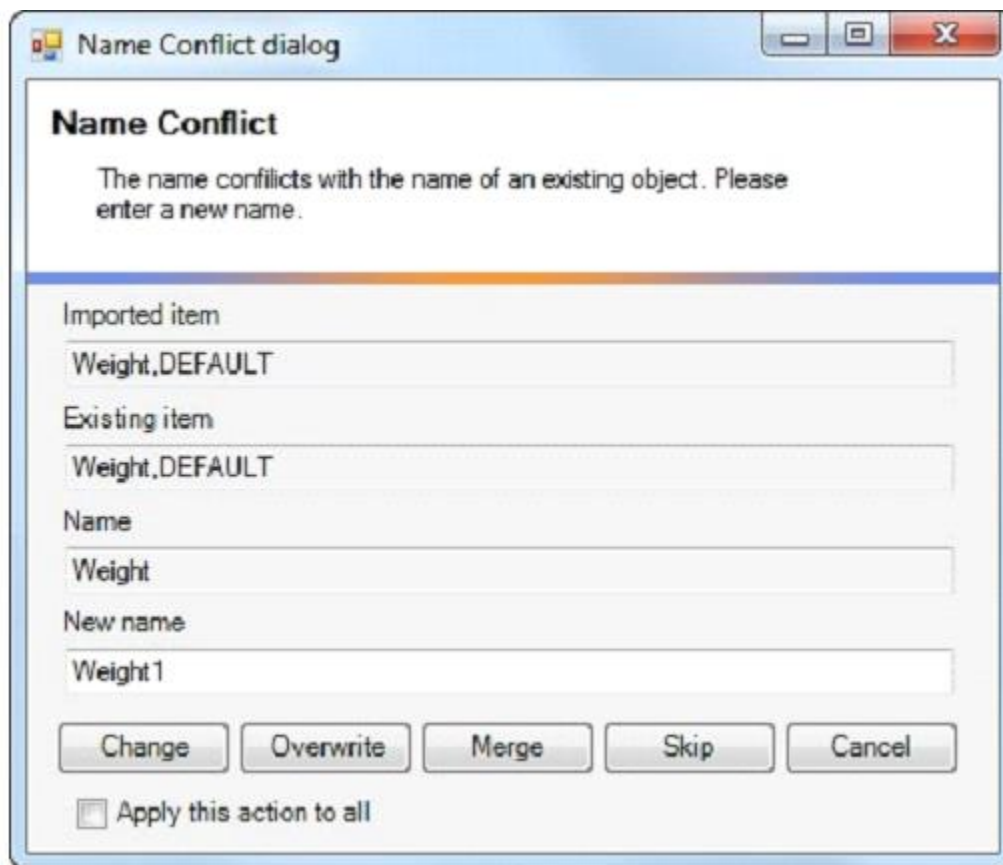 Name Conflict dialog
Name Conflict
The name confilicts with the name of an existing object. Please
enter a new name.
Imported item
Weight,DEFAULT
Existing item
Weight,DEFAULT
Name
Weight
New name
Weight1
Change Overwrite Merge Skip Cancel
Apply this action to all